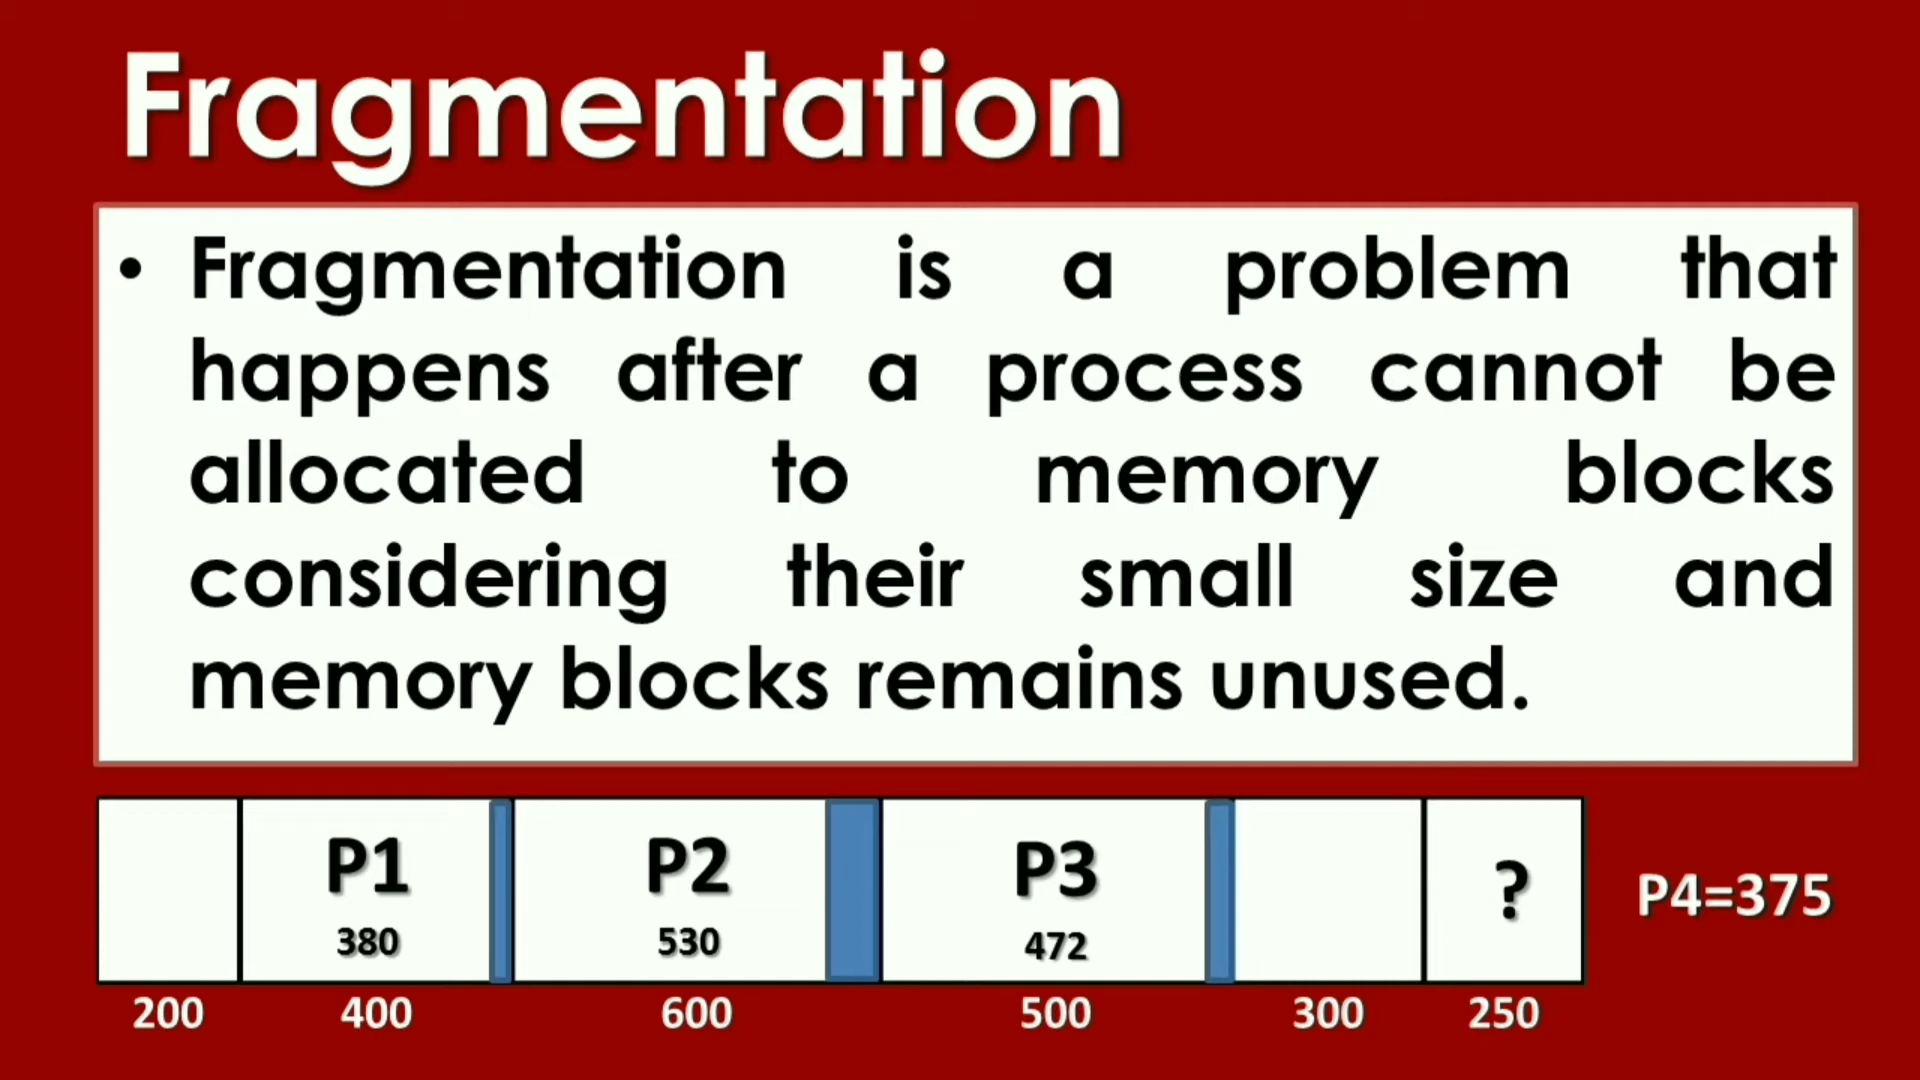 Fragmentation
• Fragmentation is a problem that
happens after a process cannot be
allocated to memory blocks
considering their small size and
memory blocks remains unused.
P1 P2 P3 ? P4=375
380 530 472
200 400 600 500 300 250